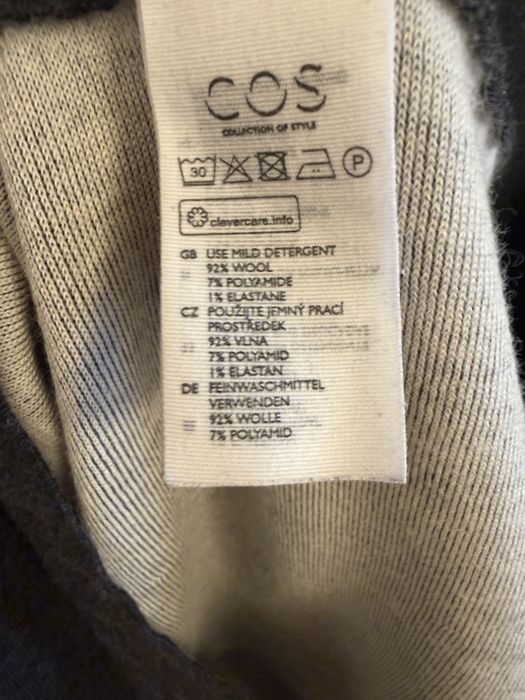 COS
COLLECTION OF STYLE
30 P
clevercare.info
GB USE MILD DETERGENT
92% WOOL
7% POLYAMIDE
1% ELASTANE
CZ POUŽIJTE JEMNÝ PRACÍ
PROSTŘEDEK
92% VLNA
7% POLYAMID
1% ELASTAN
DE FEINWASCHMITTEL
VERWENDEN
92% WOLLE
7% POLYAMID